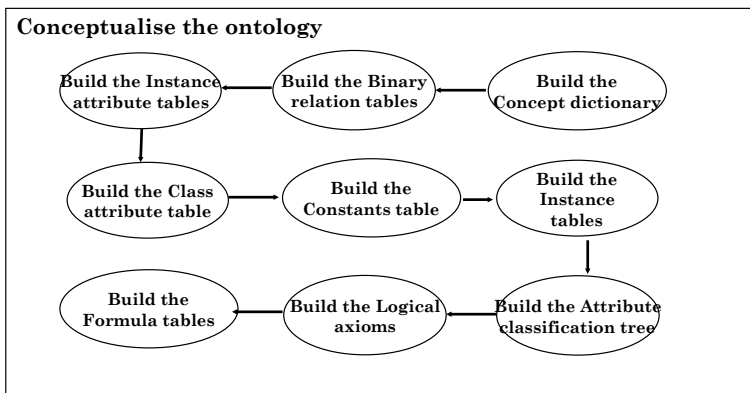 Conceptualise the ontology
Build the Instance
attribute tables
Build the Binary
relation tables
Build the
Concept dictionary
Build the Class
attribute table
Build the
Constants table
Build the
Instance
tables
Build the
Formula tables
Build the Logical
axioms
Build the Attribute
classification tree